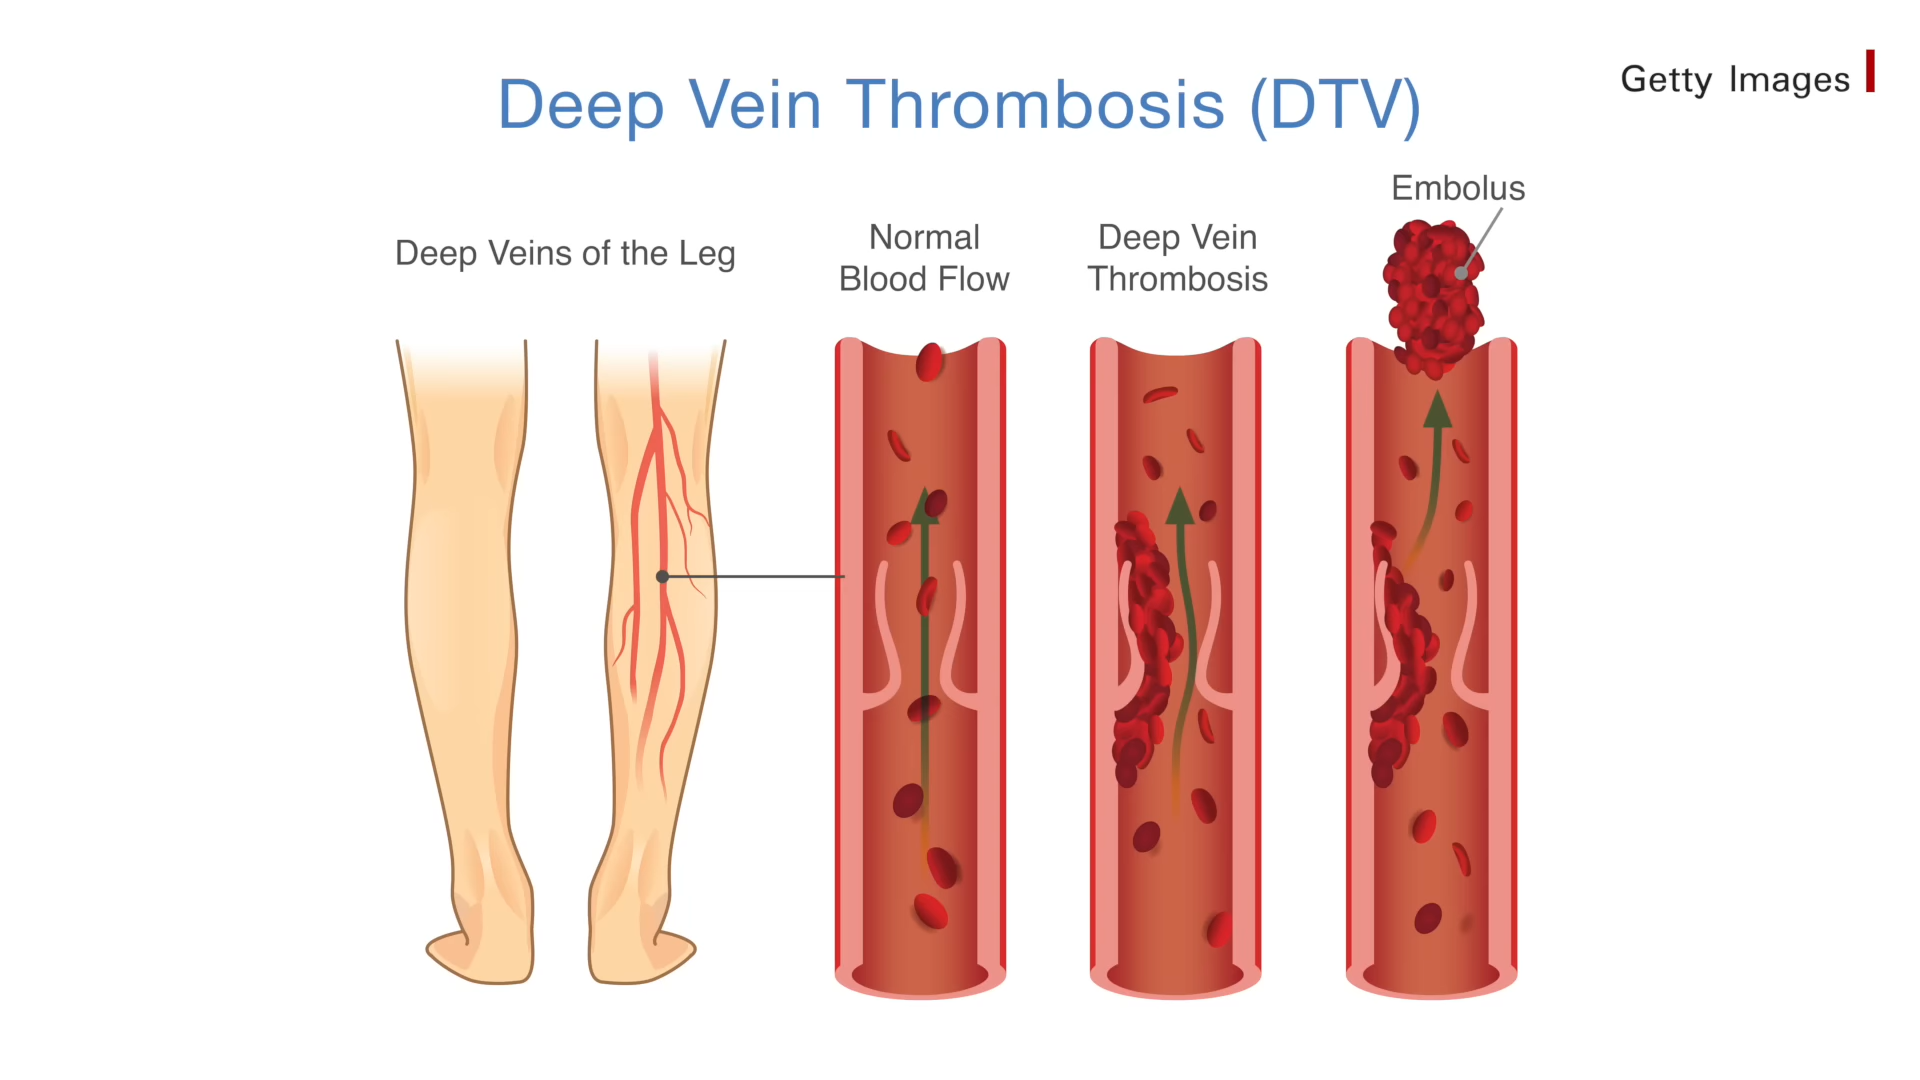 Getty Images
Deep Vein Thrombosis (DTV)
Deep Veins of the Leg
Normal
Blood Flow
Deep Vein
Thrombosis
Embolus